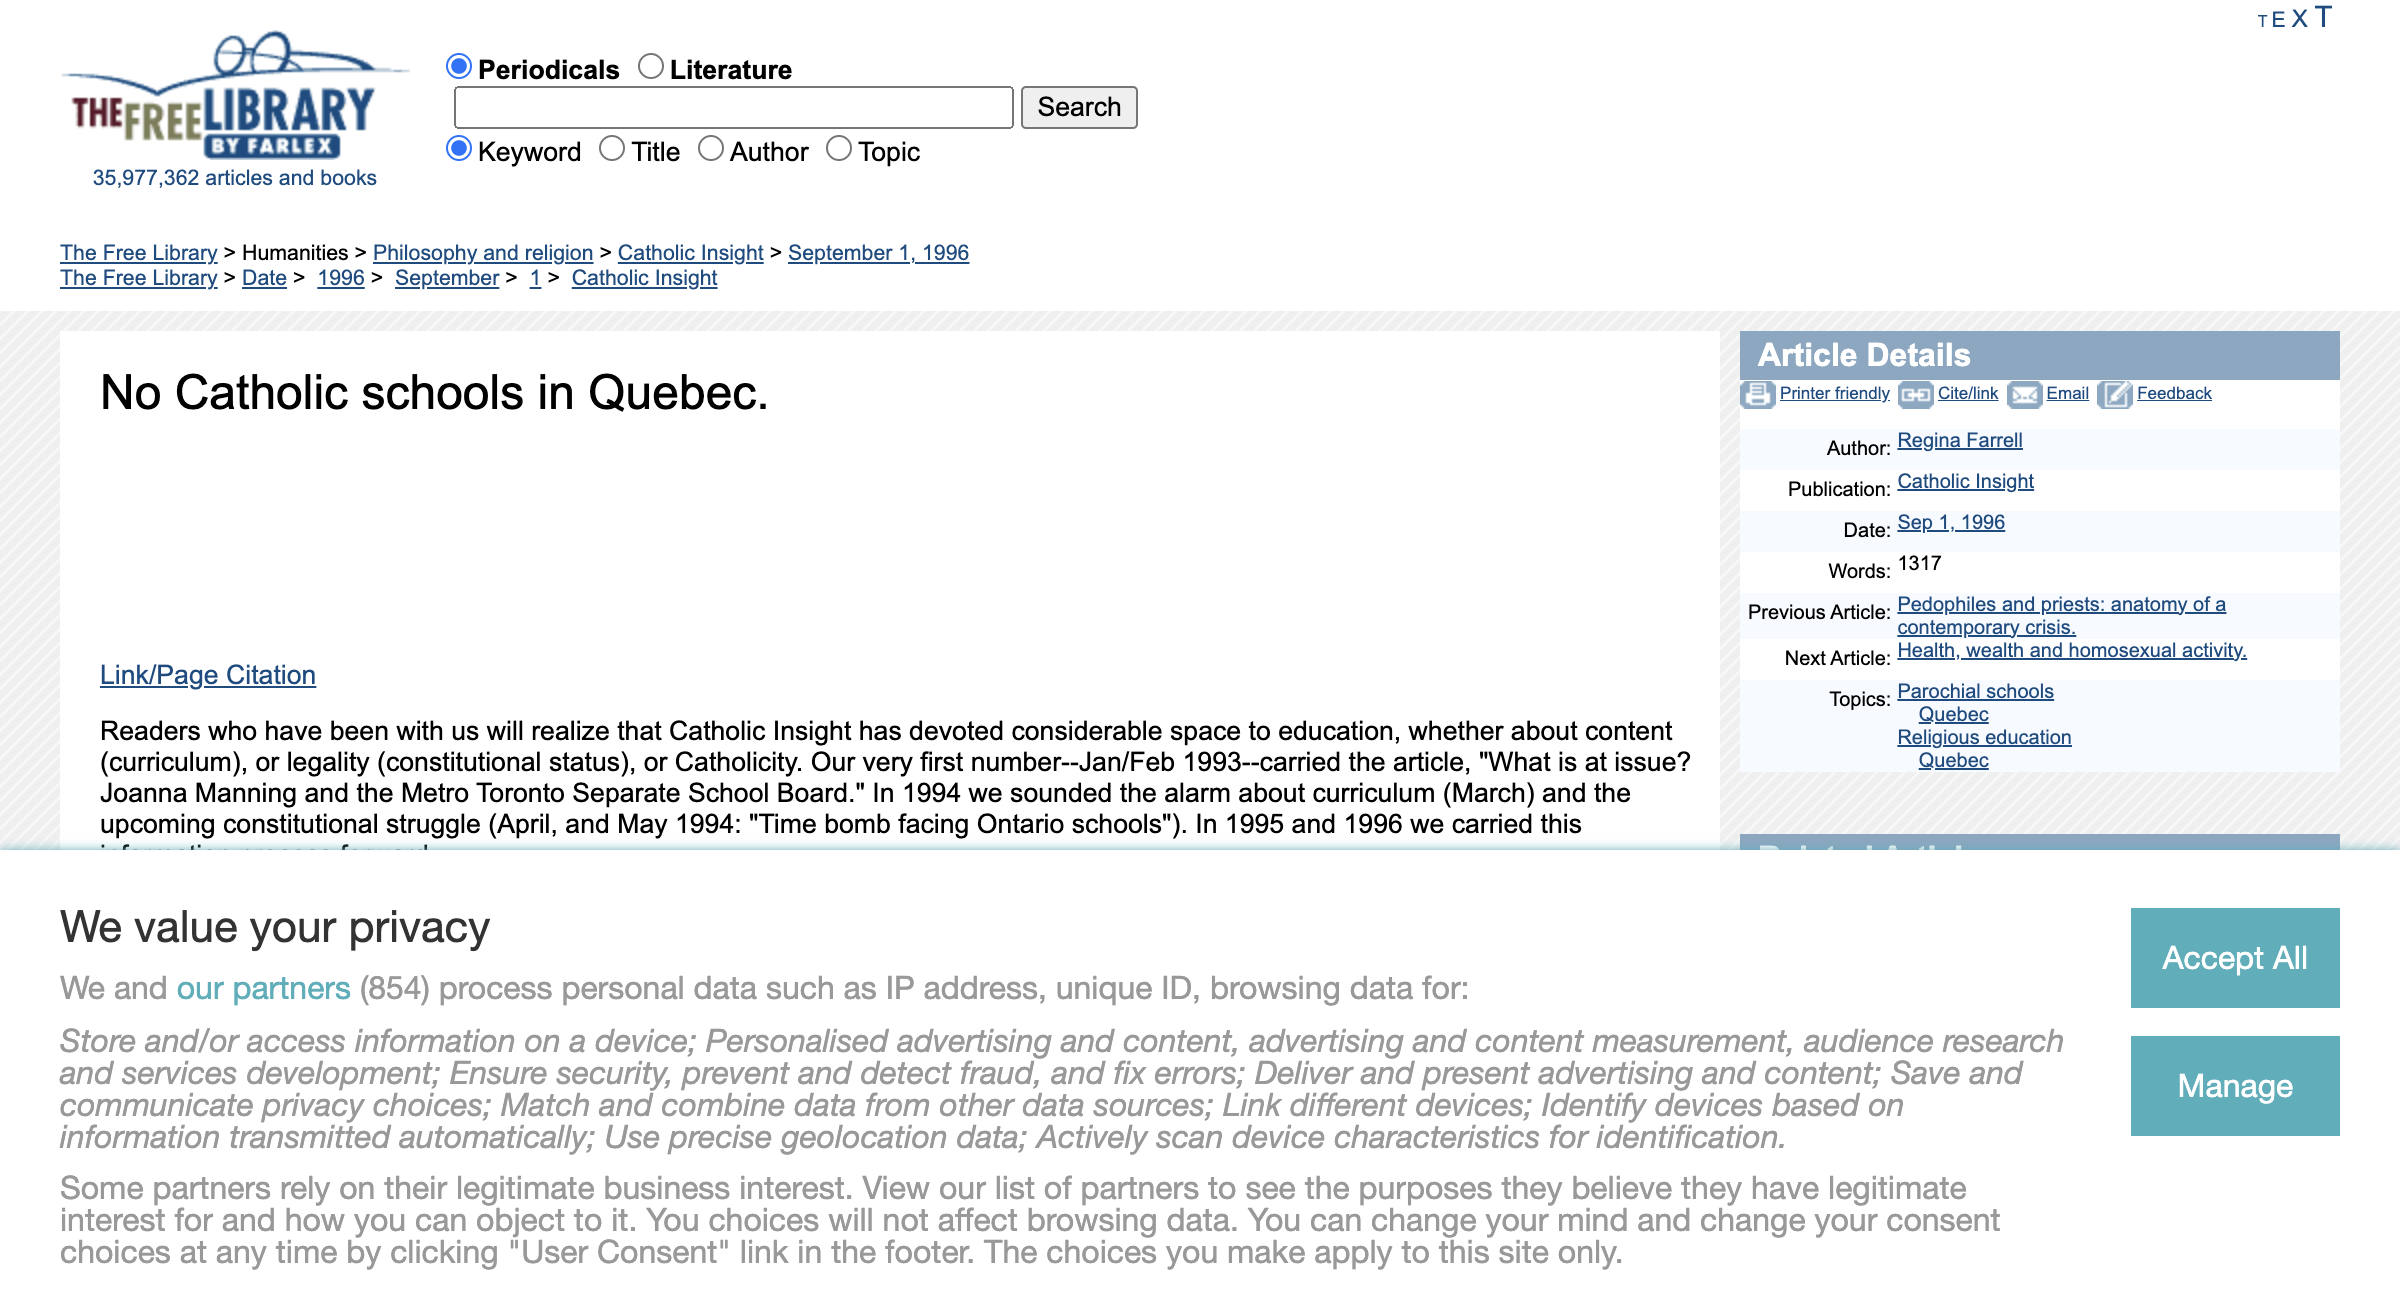 TEXT
THEFREELIBRARY
BY FARLEX
35,977,362 articles and books
Periodicals Literature
Search
Keyword Title Author Topic
The Free Library > Humanities > Philosophy and religion > Catholic Insight > September 1, 1996
The Free Library > Date > 1996 > September > 1 > Catholic Insight
No Catholic schools in Quebec.
Link/Page Citation
Readers who have been with us will realize that Catholic Insight has devoted considerable space to education, whether about content
(curriculum), or legality (constitutional status), or Catholicity. Our very first number--Jan/Feb 1993--carried the article, "What is at issue?
Joanna Manning and the Metro Toronto Separate School Board." In 1994 we sounded the alarm about curriculum (March) and the
upcoming constitutional struggle (April, and May 1994: "Time bomb facing Ontario schools"). In 1995 and 1996 we carried this
Article Details
Printer friendly Cite/link Email Feedback
Author: Regina Farrell
Publication: Catholic Insight
Date: Sep 1, 1996
Words: 1317
Previous Article: Pedophiles and priests: anatomy of a
contemporary crisis.
Next Article: Health, wealth and homosexual activity.
Topics: Parochial schools
Quebec
Religious education
Quebec
We value your privacy
We and our partners (854) process personal data such as IP address, unique ID, browsing data for:
Store and/or access information on a device; Personalised advertising and content, advertising and content measurement, audience research
and services development; Ensure security, prevent and detect fraud, and fix errors; Deliver and present advertising and content; Save and
communicate privacy choices; Match and combine data from other data sources; Link different devices; Identify devices based on
information transmitted automatically; Use precise geolocation data; Actively scan device characteristics for identification.
Some partners rely on their legitimate business interest. View our list of partners to see the purposes they believe they have legitimate
interest for and how you can object to it. You choices will not affect browsing data. You can change your mind and change your consent
choices at any time by clicking "User Consent" link in the footer. The choices you make apply to this site only.
Accept All
Manage